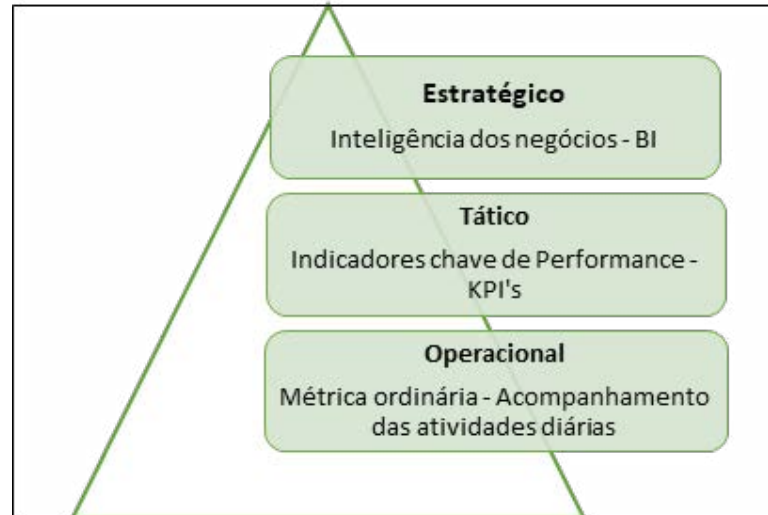 Estratégico
Inteligência dos negócios - BI
Tático
Indicadores chave de Performance -
KPI's
Operacional
Métrica ordinária - Acompanhamento
das atividades diárias